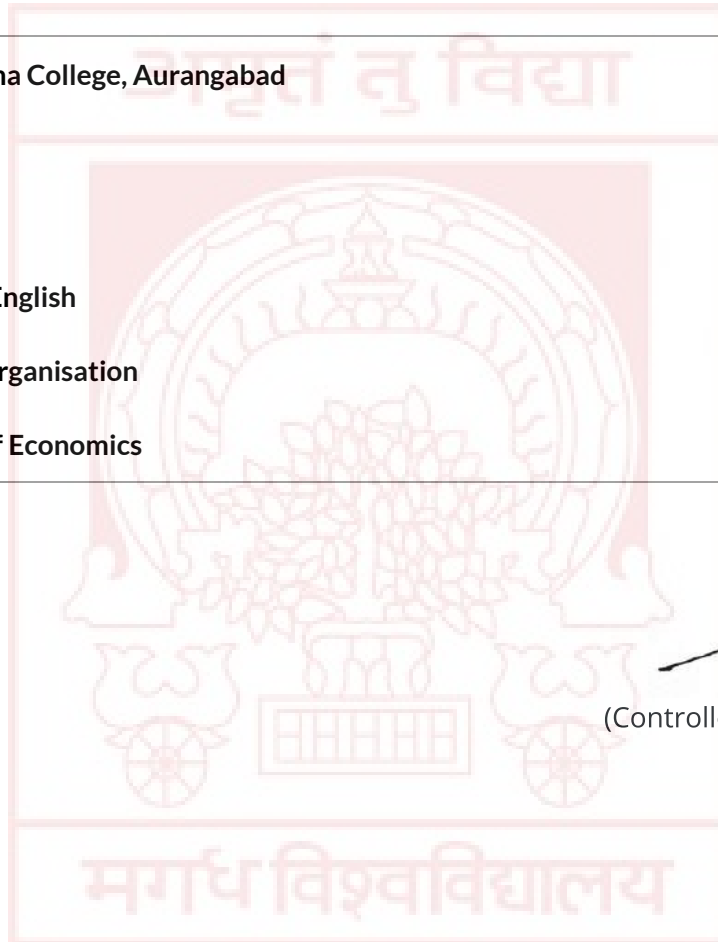 अमृतं तु विद्या
na College, Aurangabad
English
rganisation
f Economics
(Controll
मगध विश्वविद्यालय